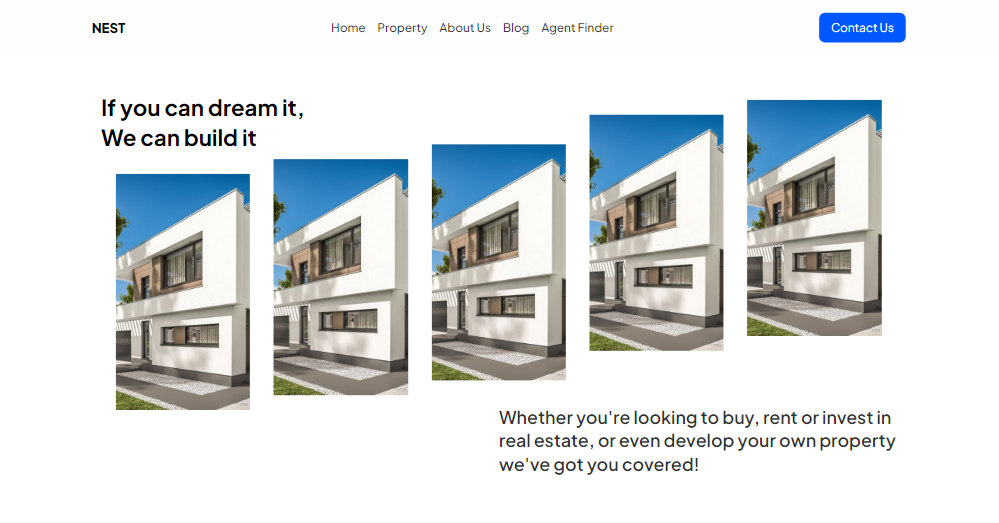 NEST
Home Property About Us Blog Agent Finder
Contact Us
If you can dream it,
We can build it
Whether you're looking to buy, rent or invest in
real estate, or even develop your own property
we've got you covered!